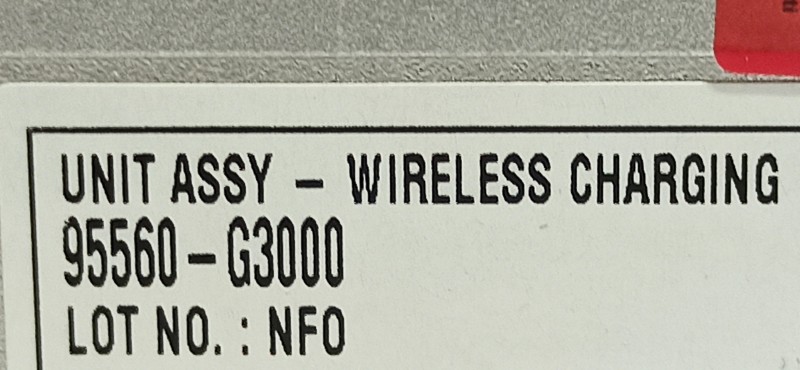 UNIT ASSY – WIRELESS CHARGING
95560–G3000
LOT NO. : NFO